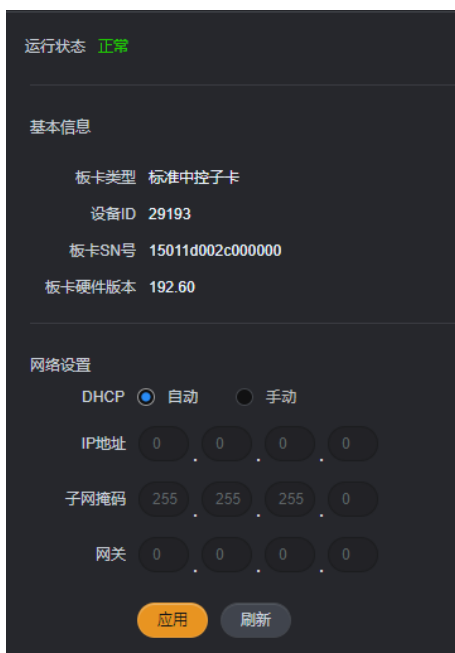 运行状态 正常
基本信息
板卡类型 标准中控子卡
设备ID 29193
板卡SN号 15011d002c000000
板卡硬件版本 192.60
网络设置
DHCP 自动 手动
IP地址 0 . 0 . 0 . 0
子网掩码 255 . 255 . 255 . 0
网关 0 . 0 . 0 . 0
应用 刷新